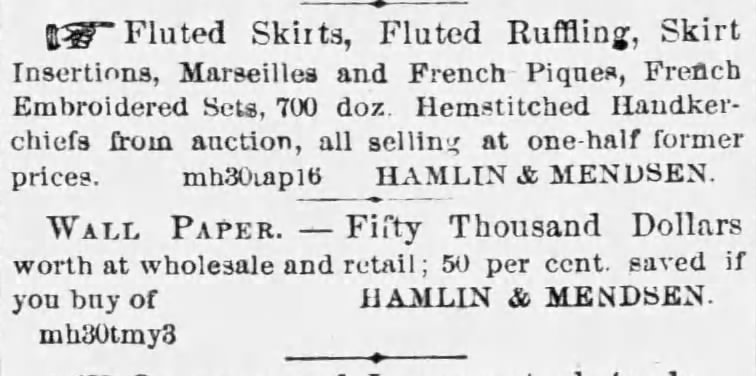 ☞ Fluted Skirts, Fluted Ruffling, Skirt
Insertions, Marseilles and French Piques, French
Embroidered Sets, 700 doz. Hemstitched Handker-
chiefs from auction, all selling at one-half former
prices. mh30tap16 HAMLIN & MENDSEN.
WALL PAPER. — Fifty Thousand Dollars
worth at wholesale and retail; 50 per cent. saved if
you buy of HAMLIN & MENDSEN.
mh30tmy3